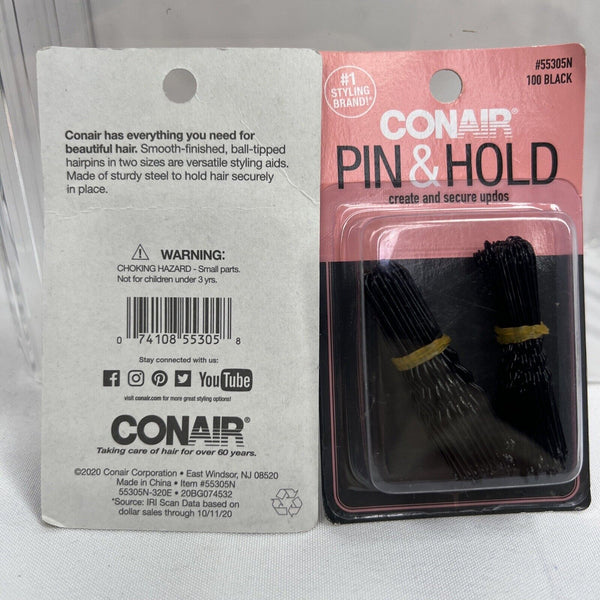 Conair has everything you need for
beautiful hair. Smooth-finished, ball-tipped
hairpins in two sizes are versatile styling aids.
Made of sturdy steel to hold hair securely
in place.
WARNING:
CHOKING HAZARD - Small parts.
Not for children under 3 yrs.
0 74108 55305 8
Stay connected with us:
YouTube
visit conair.com for more great styling options!
CONAIR®
Taking care of hair for over 60 years.
©2020 Conair Corporation • East Windsor, NJ 08520
Made in China • Item #55305N
55305N-320E • 20BG074532
*Source: IRI Scan Data based on
dollar sales through 10/11/20
#1
STYLING
BRAND!*
#55305N
100 BLACK
CONAIR®
PIN & HOLD
create and secure updos